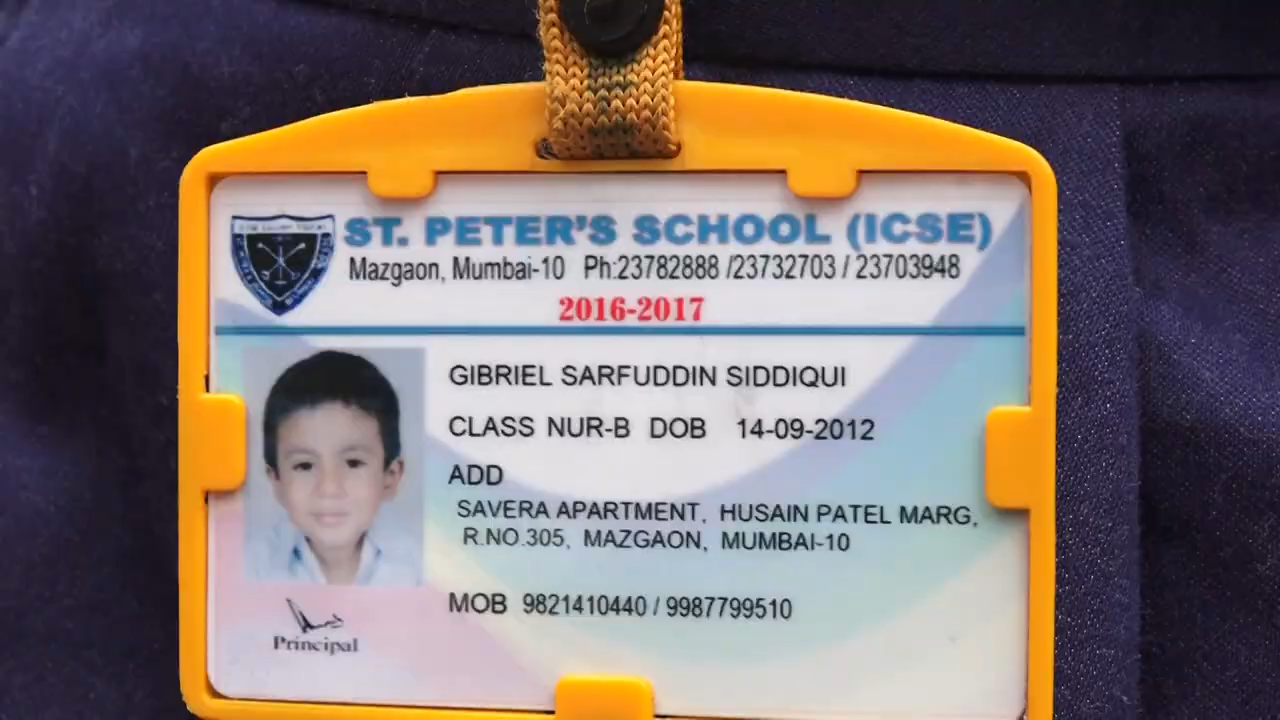 ST. PETER'S SCHOOL (ICSE)
Mazgaon, Mumbai-10 Ph:23782888 /23732703 / 23703948
2016-2017
GIBRIEL SARFUDDIN SIDDIQUI
CLASS NUR-B DOB 14-09-2012
ADD
SAVERA APARTMENT, HUSAIN PATEL MARG,
R.NO.305, MAZGAON, MUMBAI-10
MOB 9821410440 / 9987799510
Principal